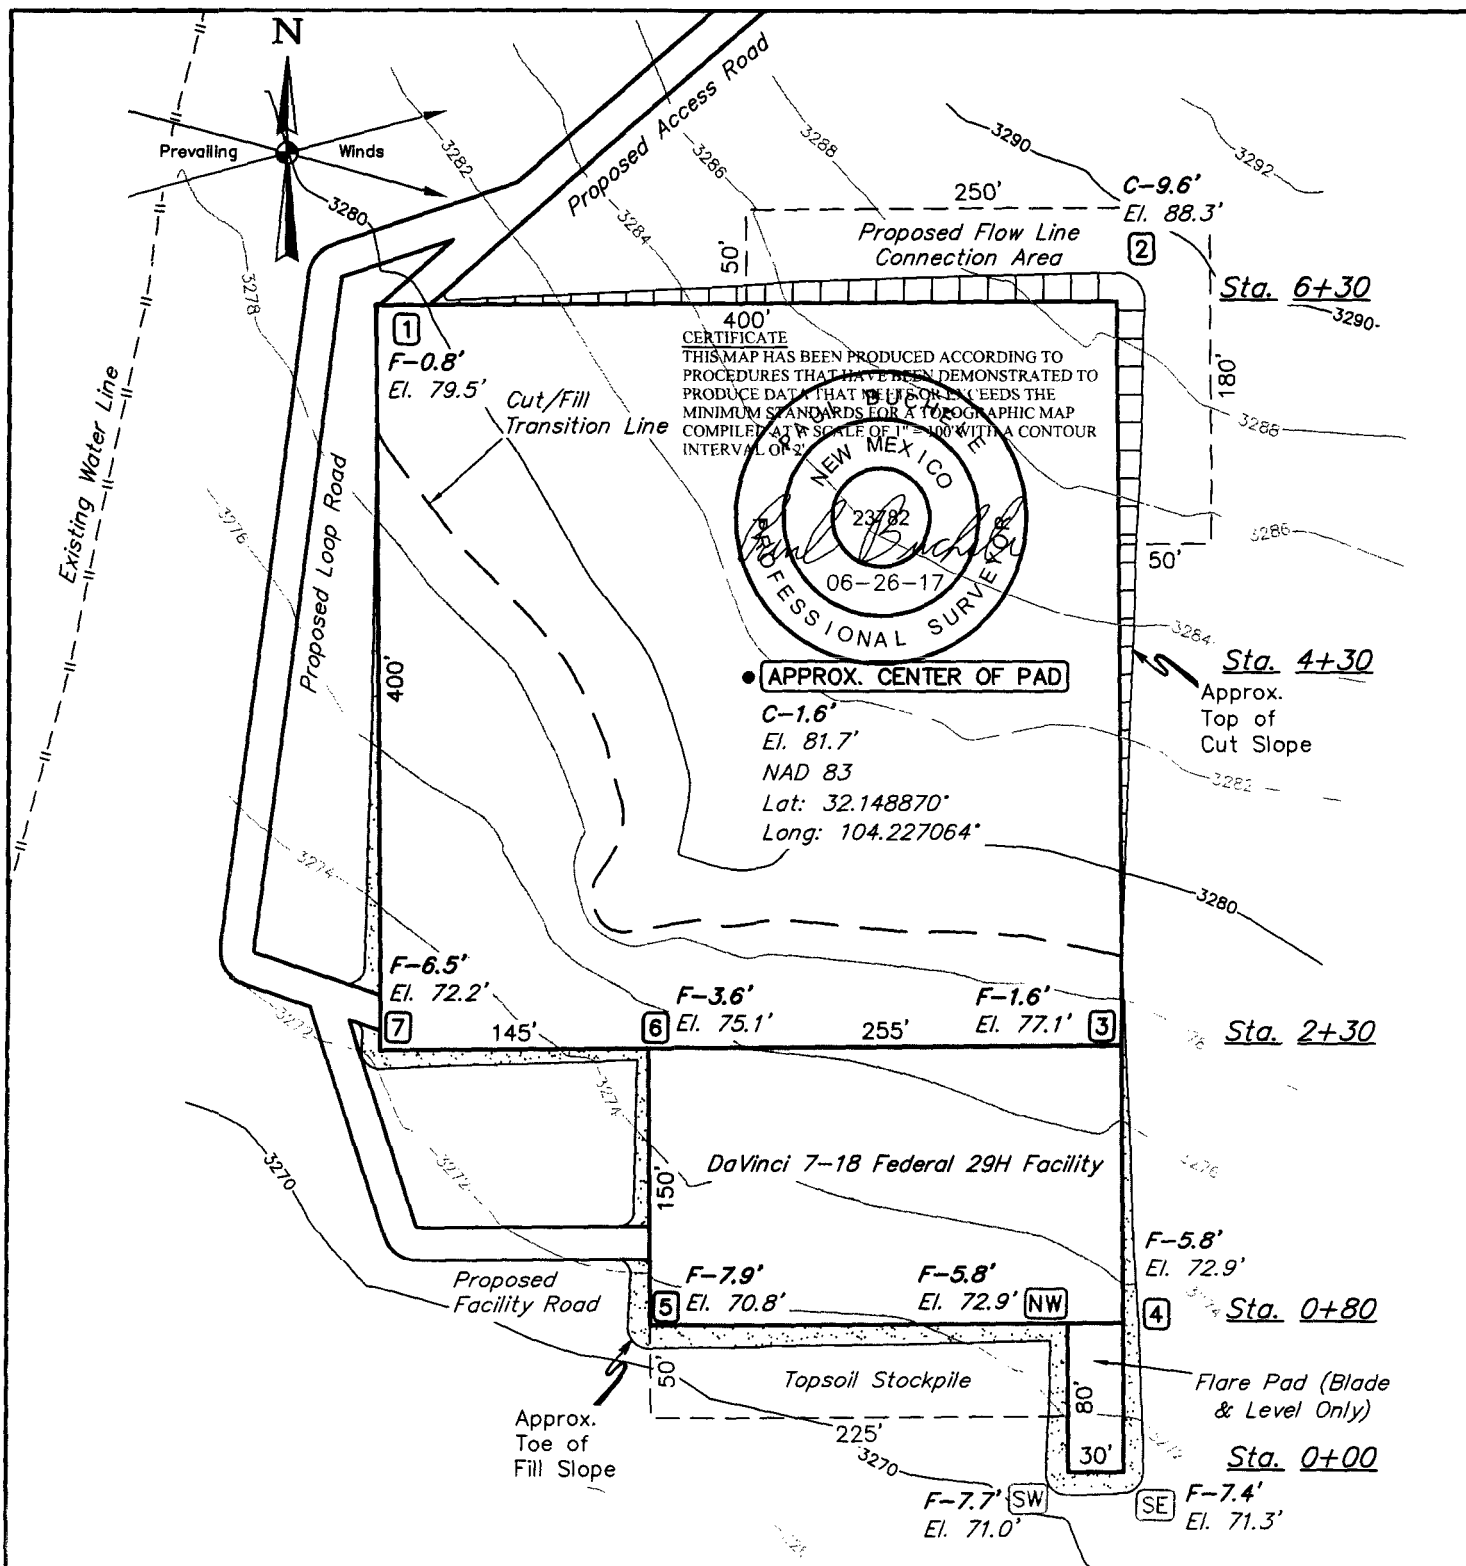 N
Prevailing Winds
Proposed Access Road
3282
3286
3288
3290
3292
3280
3278
3284
C-9.6'
El. 88.3'
2
250'
50'
Proposed Flow Line
Connection Area
Sta. 6+30
3290
180'
1
F-0.8'
El. 79.5'
400'
CERTIFICATE
THIS MAP HAS BEEN PRODUCED ACCORDING TO
PROCEDURES THAT HAVE BEEN DEMONSTRATED TO
PRODUCE DATA THAT MEETS OR EXCEEDS THE
MINIMUM STANDARDS FOR A TOPOGRAPHIC MAP
COMPILED AT A SCALE OF 1" = 100' WITH A CONTOUR
INTERVAL OF 2'
PAUL BUCHELE
NEW MEXICO
23782
06-26-17
PROFESSIONAL SURVEYOR
Cut/Fill
Transition Line
Existing Water Line
Proposed Loop Road
3276
3288
3286
50'
3284
Sta. 4+30
Approx.
Top of
Cut Slope
400'
APPROX. CENTER OF PAD
C-1.6'
El. 81.7'
NAD 83
Lat: 32.148870°
Long: 104.227064°
3282
3274
3280
F-6.5'
El. 72.2'
7
145'
F-3.6'
El. 75.1'
6
255'
F-1.6'
El. 77.1'
3
Sta. 2+30
3272
3274
3270
3272
150'
DaVinci 7-18 Federal 29H Facility
3276
Proposed
Facility Road
F-7.9'
El. 70.8'
5
F-5.8'
El. 72.9'
NW
F-5.8'
El. 72.9'
4
3274
Sta. 0+80
50'
Topsoil Stockpile
225'
80'
30'
Flare Pad (Blade
& Level Only)
3272
Approx.
Toe of
Fill Slope
3270
Sta. 0+00
F-7.7'
El. 71.0'
SW
SE
F-7.4'
El. 71.3'